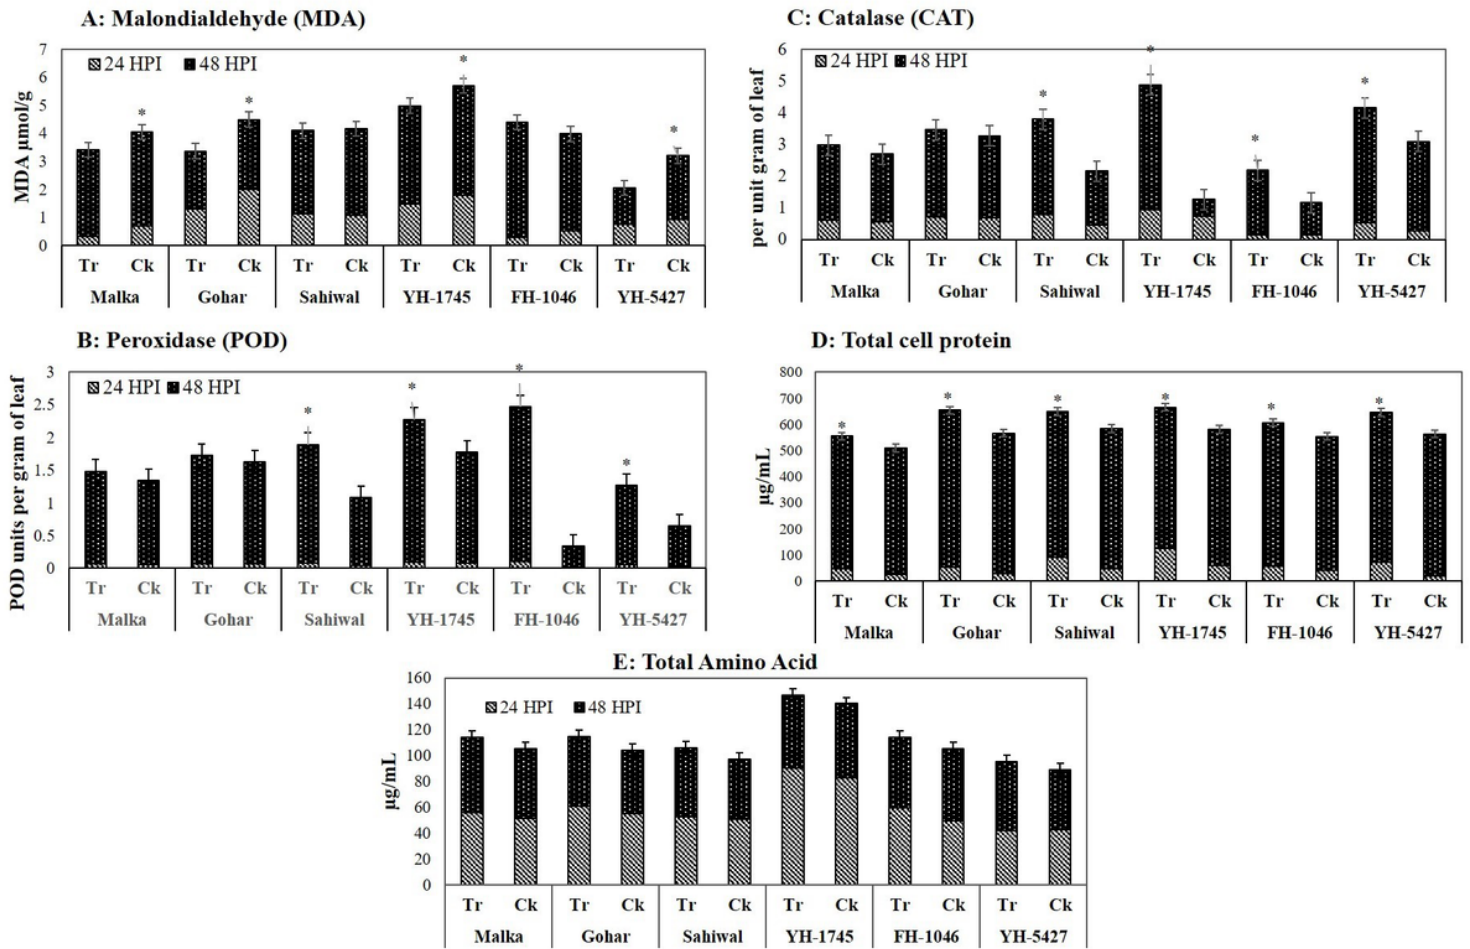 A: Malondialdehyde (MDA)
24 HPI 48 HPI
MDA µmol/g
7
6
5
4
3
2
1
0
* * * *
Tr Ck Tr Ck Tr Ck Tr Ck Tr Ck Tr Ck
Malka Gohar Sahiwal YH-1745 FH-1046 YH-5427
C: Catalase (CAT)
24 HPI 48 HPI
per unit gram of leaf
6
5
4
3
2
1
0
* * * *
Tr Ck Tr Ck Tr Ck Tr Ck Tr Ck Tr Ck
Malka Gohar Sahiwal YH-1745 FH-1046 YH-5427
B: Peroxidase (POD)
24 HPI 48 HPI
POD units per gram of leaf
3
2.5
2
1.5
1
0.5
0
* * * *
Tr Ck Tr Ck Tr Ck Tr Ck Tr Ck Tr Ck
Malka Gohar Sahiwal YH-1745 FH-1046 YH-5427
D: Total cell protein
µg/mL
800
700
600
500
400
300
200
100
0
* * * * * *
Tr Ck Tr Ck Tr Ck Tr Ck Tr Ck Tr Ck
Malka Gohar Sahiwal YH-1745 FH-1046 YH-5427
E: Total Amino Acid
24 HPI 48 HPI
µg/mL
160
140
120
100
80
60
40
20
0
Tr Ck Tr Ck Tr Ck Tr Ck Tr Ck Tr Ck
Malka Gohar Sahiwal YH-1745 FH-1046 YH-5427